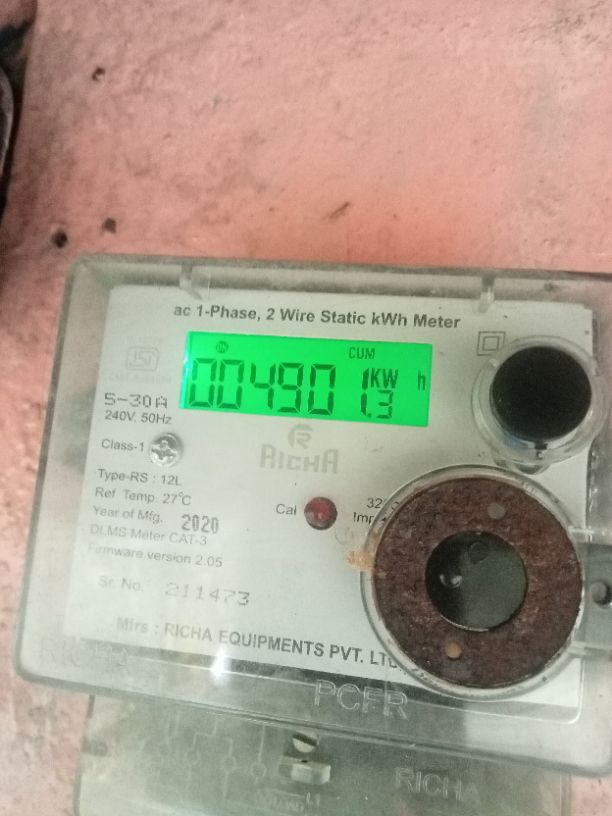 ac 1-Phase, 2 Wire Static kWh Meter
CUM
00490 1.3 KW h
5-30A
240V, 50Hz
RICHA
Class-1
Type-RS : 12L
Ref. Temp. 27°C
Cal
Year of Mfg. 2020
DLMS Meter CAT-3
Firmware version 2.05
Sr. No. 211473
Mfrs : RICHA EQUIPMENTS PVT. LTD
RICHA
L1